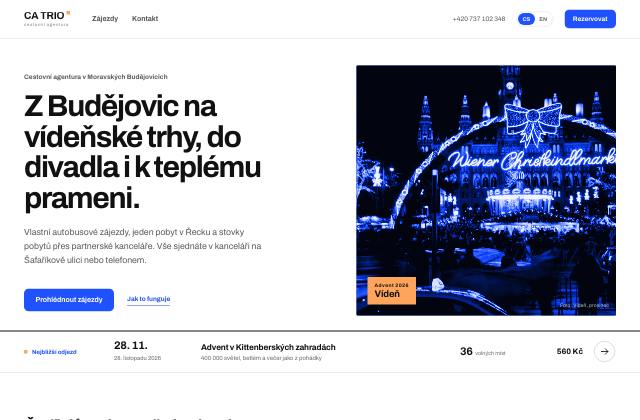 CA TRIO
cestovní agentura
Zájezdy
Kontakt
+420 737 102 348
CS
EN
Rezervovat
Cestovní agentura v Moravských Budějovicích
Z Budějovic na
vídeňské trhy, do
divadla i k teplému
prameni.
Vlastní autobusové zájezdy, jeden pobyt v Řecku a stovky
pobytů přes partnerské kanceláře. Vše sjednáte v kanceláři na
Šafaříkově ulici nebo telefonem.
Prohlédnout zájezdy
Jak to funguje
Wiener Christkindlmarkt
Advent 2026
Vídeň
Foto: Vídeň, prosinec
Nejbližší odjezd
28. 11.
28. listopadu 2026
Advent v Kittenberských zahradách
400 000 světel, betlém a večer jako z pohádky
36 volných míst
560 Kč